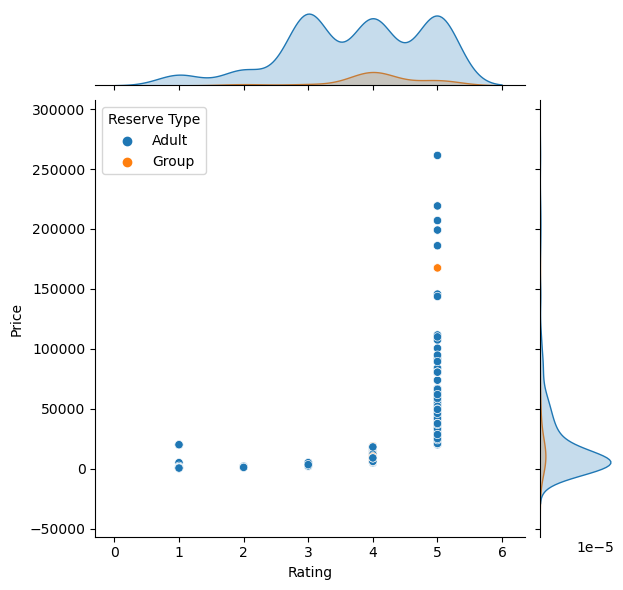 300000
Reserve Type
Adult
Group
250000
200000
150000
100000
50000
0
−50000
Price
0 1 2 3 4 5 6
Rating
1e−5